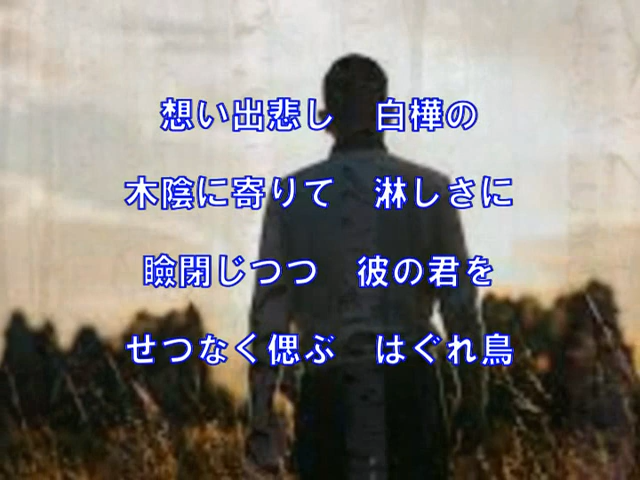 想い出悲し　白樺の
木陰に寄りて　淋しさに
瞼閉じつつ　彼の君を
せつなく偲ぶ　はぐれ鳥